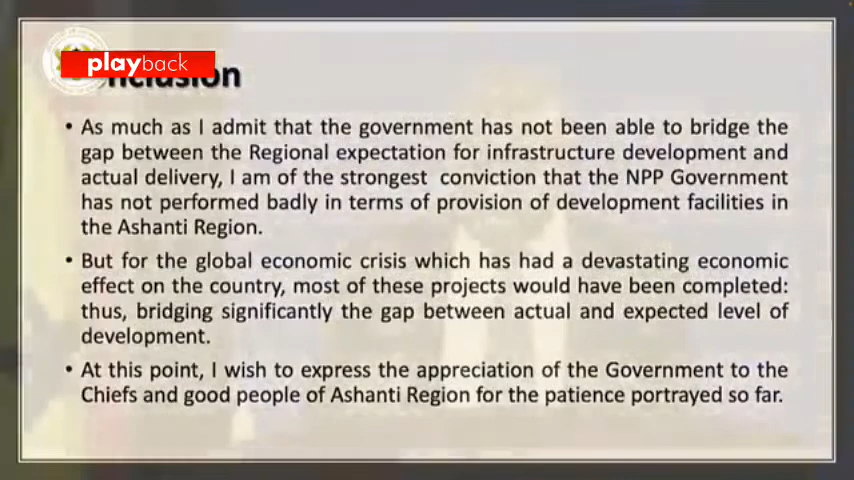 playback
nclusion
• As much as I admit that the government has not been able to bridge the
gap between the Regional expectation for infrastructure development and
actual delivery, I am of the strongest conviction that the NPP Government
has not performed badly in terms of provision of development facilities in
the Ashanti Region.
• But for the global economic crisis which has had a devastating economic
effect on the country, most of these projects would have been completed:
thus, bridging significantly the gap between actual and expected level of
development.
• At this point, I wish to express the appreciation of the Government to the
Chiefs and good people of Ashanti Region for the patience portrayed so far.